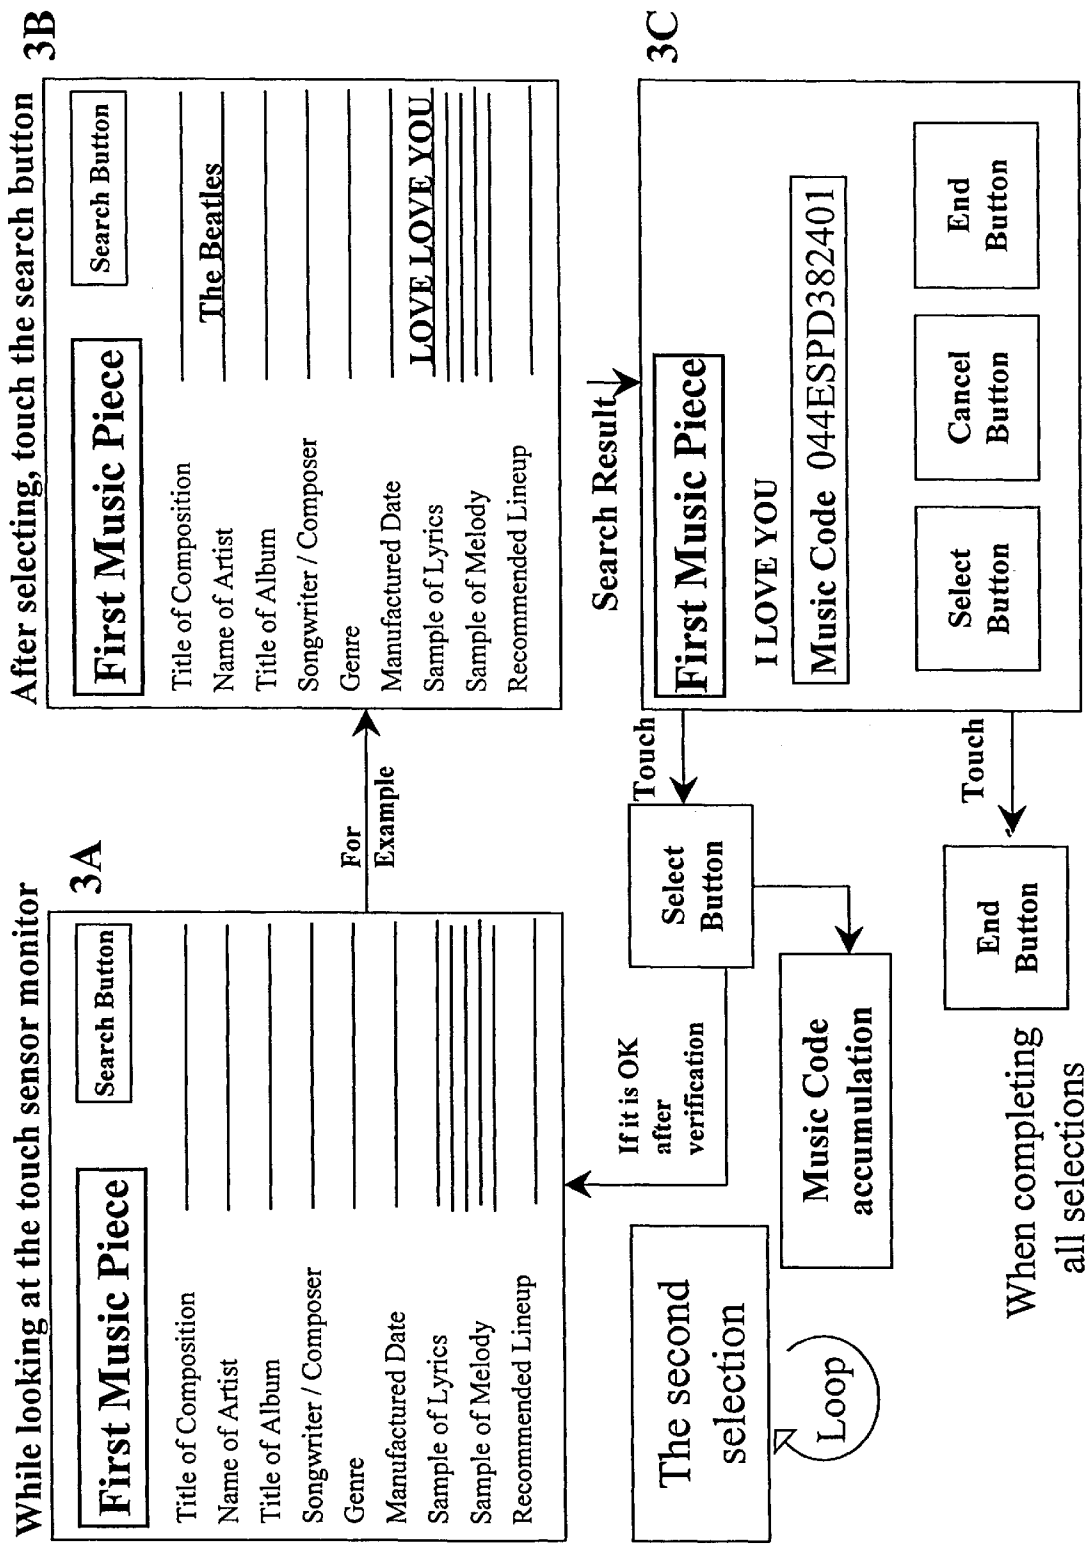 While looking at the touch sensor monitor
3A
First Music Piece
Search Button
Title of Composition
Name of Artist
Title of Album
Songwriter / Composer
Genre
Manufactured Date
Sample of Lyrics
Sample of Melody
Recommended Lineup
For
Example
After selecting, touch the search button
3B
First Music Piece
Search Button
Title of Composition
Name of Artist The Beatles
Title of Album
Songwriter / Composer
Genre
Manufactured Date
Sample of Lyrics LOVE LOVE YOU
Sample of Melody
Recommended Lineup
Search Result
3C
First Music Piece
I LOVE YOU
Music Code 044ESPD382401
Select
Button
Cancel
Button
End
Button
Touch
Select
Button
If it is OK
after
verification
Music Code
accumulation
The second
selection
Loop
Touch
End
Button
When completing
all selections